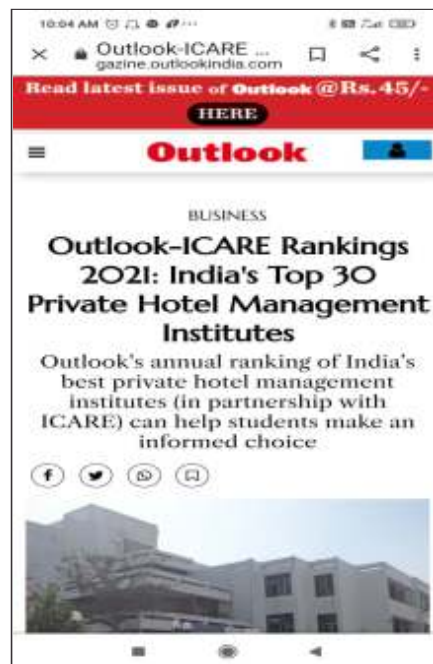 10:04 AM
Outlook-ICARE ...
gazine.outlookindia.com
Read latest issue of Outlook @Rs.45/-
HERE
Outlook
BUSINESS
Outlook-ICARE Rankings
2021: India's Top 30
Private Hotel Management
Institutes
Outlook's annual ranking of India's
best private hotel management
institutes (in partnership with
ICARE) can help students make an
informed choice